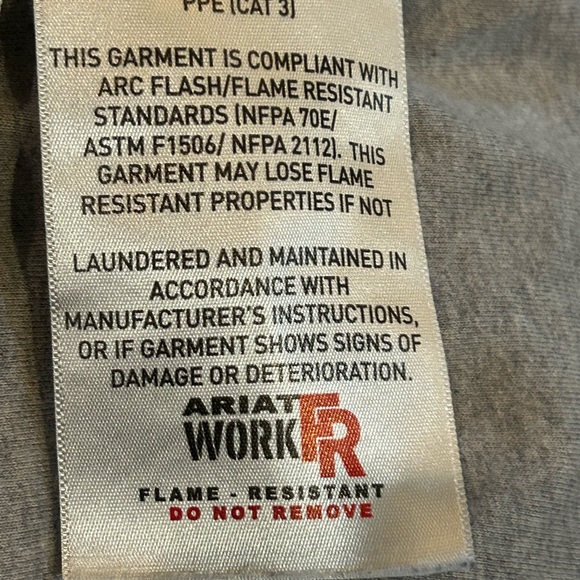 PPE (CAT 3)
THIS GARMENT IS COMPLIANT WITH
ARC FLASH/FLAME RESISTANT
STANDARDS (NFPA 70E/
ASTM F1506/ NFPA 2112). THIS
GARMENT MAY LOSE FLAME
RESISTANT PROPERTIES IF NOT
LAUNDERED AND MAINTAINED IN
ACCORDANCE WITH
MANUFACTURER'S INSTRUCTIONS,
OR IF GARMENT SHOWS SIGNS OF
DAMAGE OR DETERIORATION.
ARIAT
WORK FR
FLAME - RESISTANT
DO NOT REMOVE